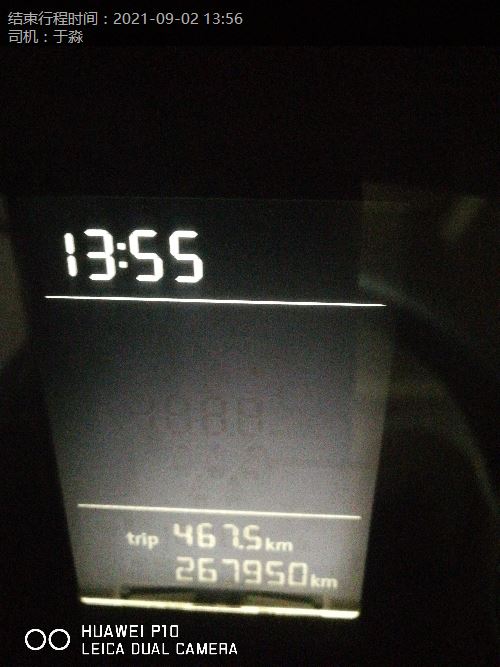 结束行程时间：2021-09-02 13:56
司机：于淼
13:55
trip 467.5km
267950km
HUAWEI P10
LEICA DUAL CAMERA